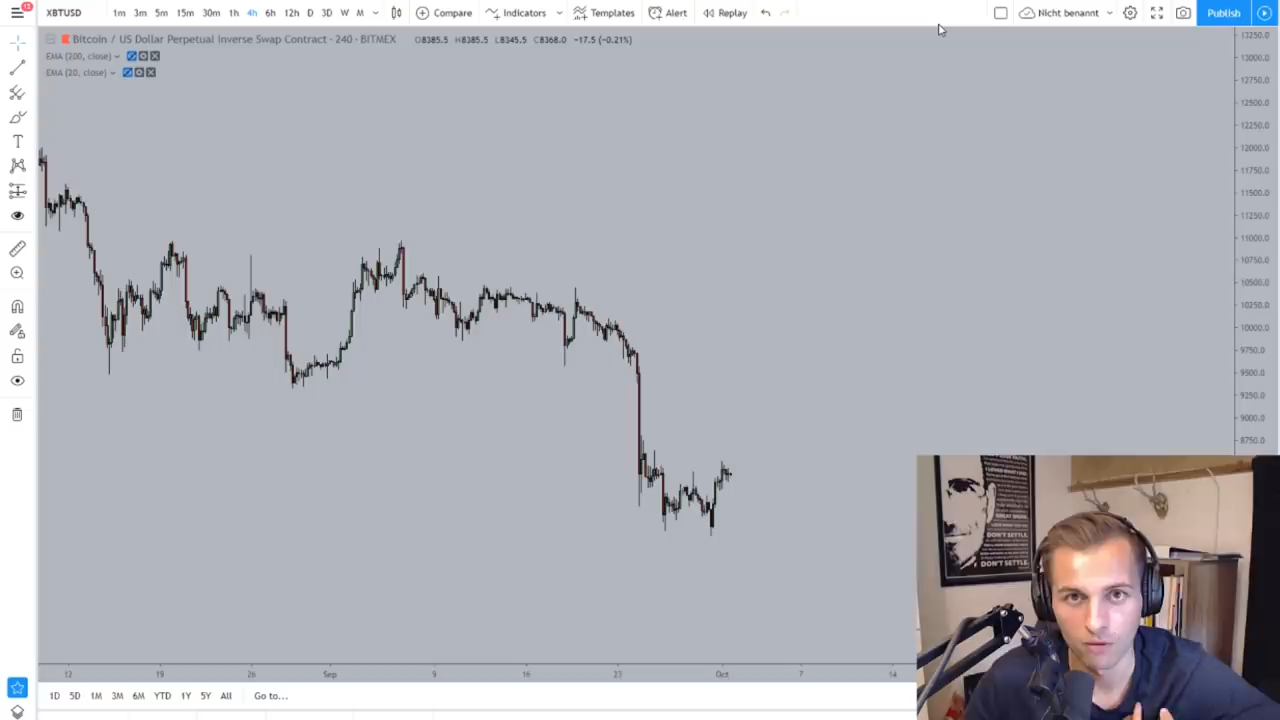 11
XBTUSD 1m 3m 5m 15m 30m 1h 4h 6h 12h D 3D W M Compare Indicators Templates Alert Replay Nicht benannt Publish
Bitcoin / US Dollar Perpetual Inverse Swap Contract · 240 · BITMEX O8385.5 H8385.5 L8345.5 C8368.0 −17.5 (−0.21%)
EMA (200, close)
EMA (20, close)
13250.0
13000.0
12750.0
12500.0
12250.0
12000.0
11750.0
11500.0
11250.0
11000.0
10750.0
10500.0
10250.0
10000.0
9750.0
9500.0
9250.0
9000.0
8750.0
DON'T SETTLE.
DON'T SETTLE.
12 19 26 Sep 9 16 23 Oct 7 14
1D 5D 1M 3M 6M YTD 1Y 5Y All Go to...